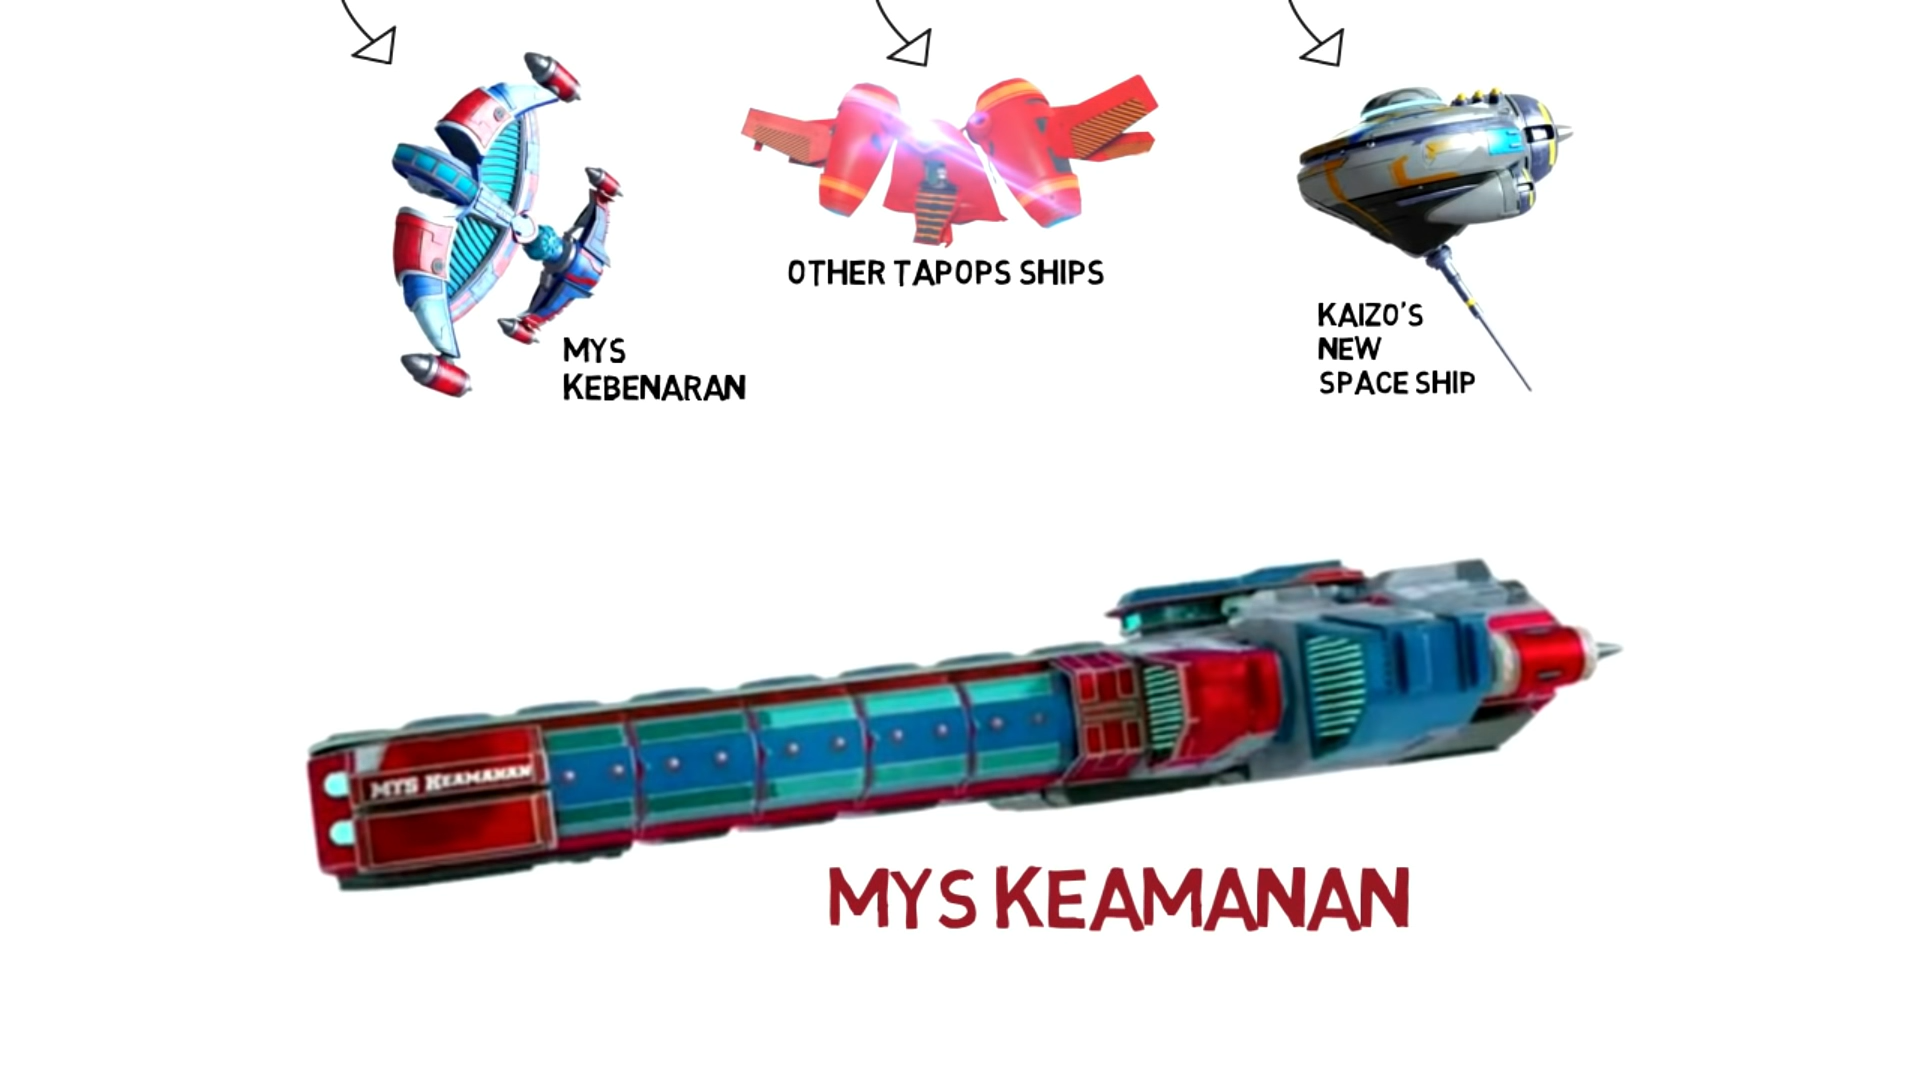 OTHER TAPOPS SHIPS
MYS
KEBENARAN
KAIZO'S
NEW
SPACE SHIP
MYS KEAMANAN
MYS KEAMANAN